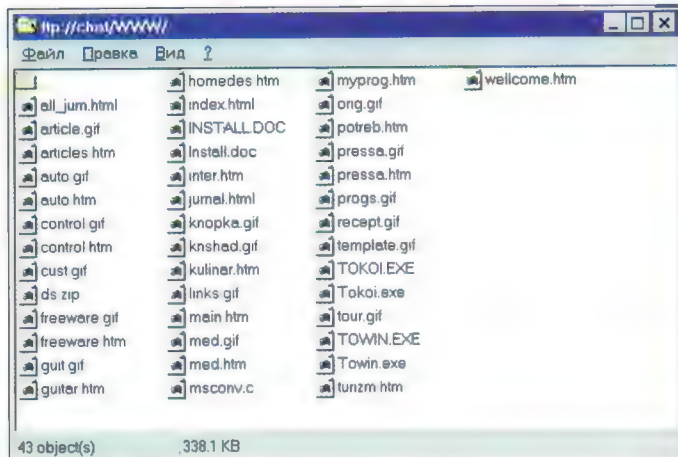 ftp://chat/WWW/
Файл Правка Вид ?
all_jurn.html
article.gif
articles htm
auto gif
auto htm
control gif
control htm
cust gif
ds zip
freeware gif
freeware htm
guit gif
guitar htm
homedes htm
index.html
INSTALL.DOC
Install.doc
inter.htm
jurnal.html
knopka.gif
knshad.gif
kulinar.htm
links gif
main htm
med.gif
med.htm
msconv.c
myprog.htm
orig.gif
potreb.htm
pressa.gif
pressa.htm
progs.gif
recept.gif
template.gif
TOKOI.EXE
Tokoi.exe
tour.gif
TOWIN.EXE
Towin.exe
turizm htm
wellcome.htm
43 object(s) 338.1 KB